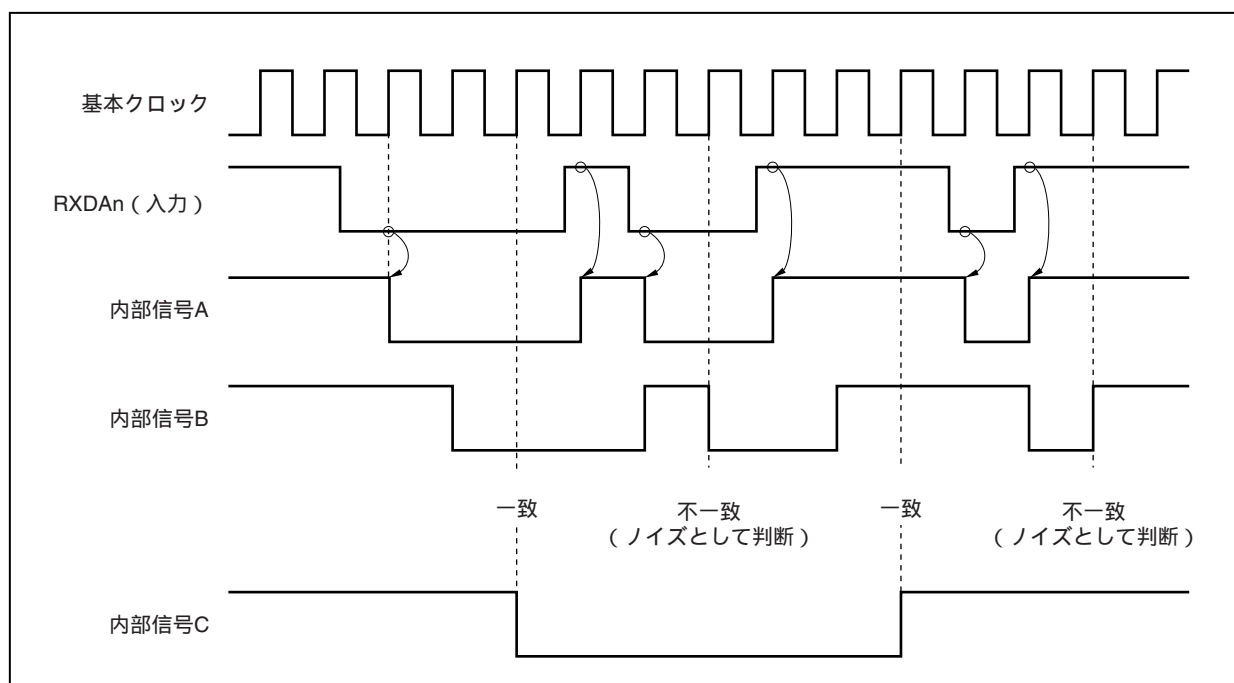 基本クロック
RXDAn（入力）
内部信号A
内部信号B
一致
不一致
（ノイズとして判断）
一致
不一致
（ノイズとして判断）
内部信号C